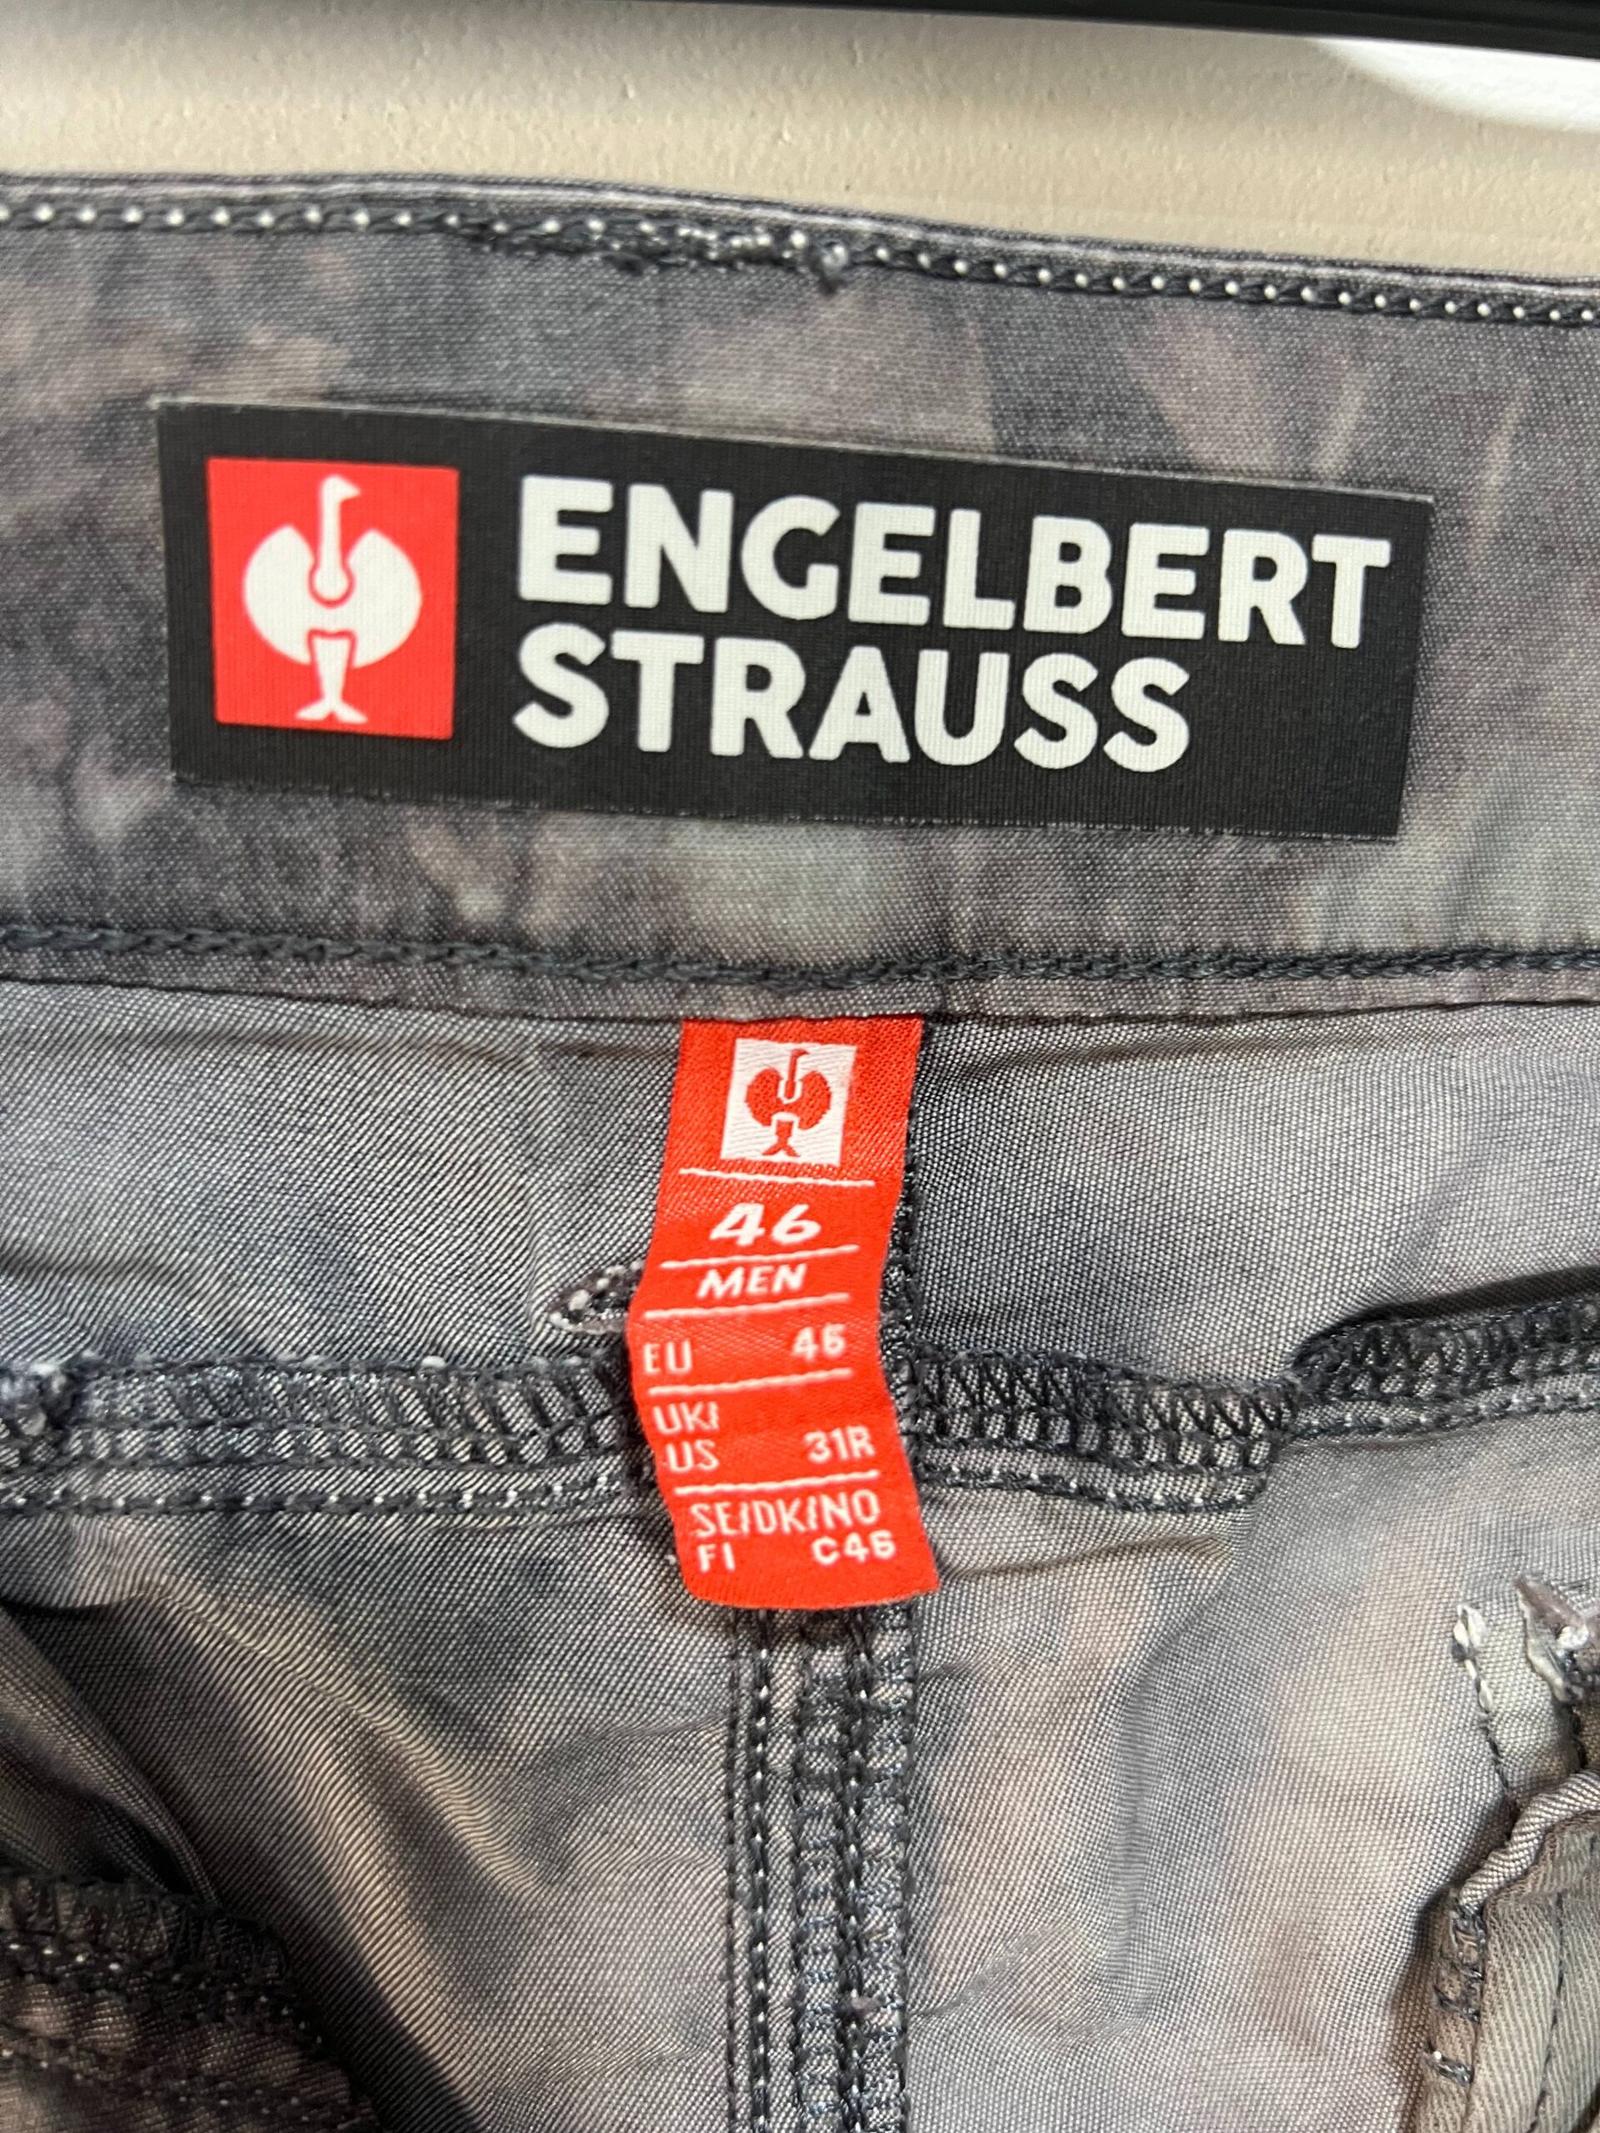 ENGELBERT
STRAUSS
46
MEN
EU 46
UK/
US 31R
SE/DK/NO
FI C46